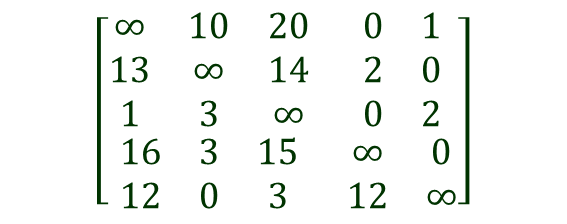 ∞ 10 20 0 1
13 ∞ 14 2 0
1 3 ∞ 0 2
16 3 15 ∞ 0
12 0 3 12 ∞